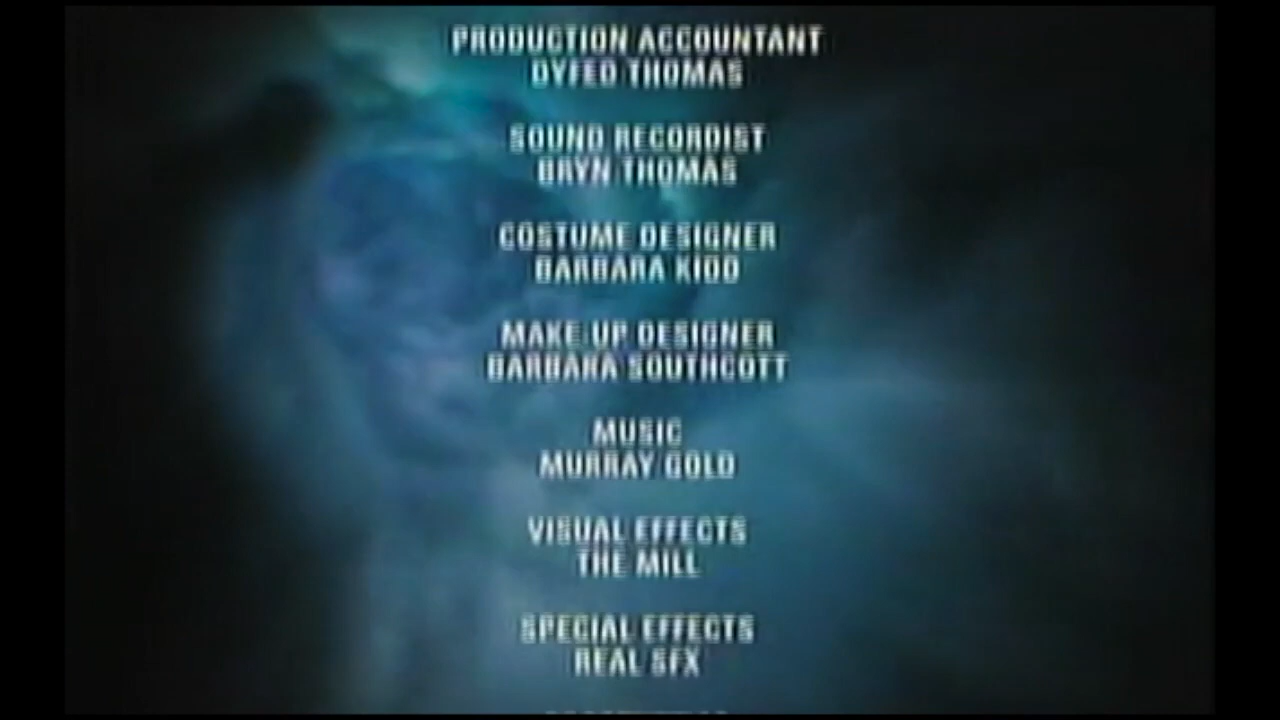 PRODUCTION ACCOUNTANT
DYFED THOMAS
SOUND RECORDIST
BRYN THOMAS
COSTUME DESIGNER
BARBARA KIDD
MAKE-UP DESIGNER
BARBARA SOUTHCOTT
MUSIC
MURRAY GOLD
VISUAL EFFECTS
THE MILL
SPECIAL EFFECTS
REAL SFX